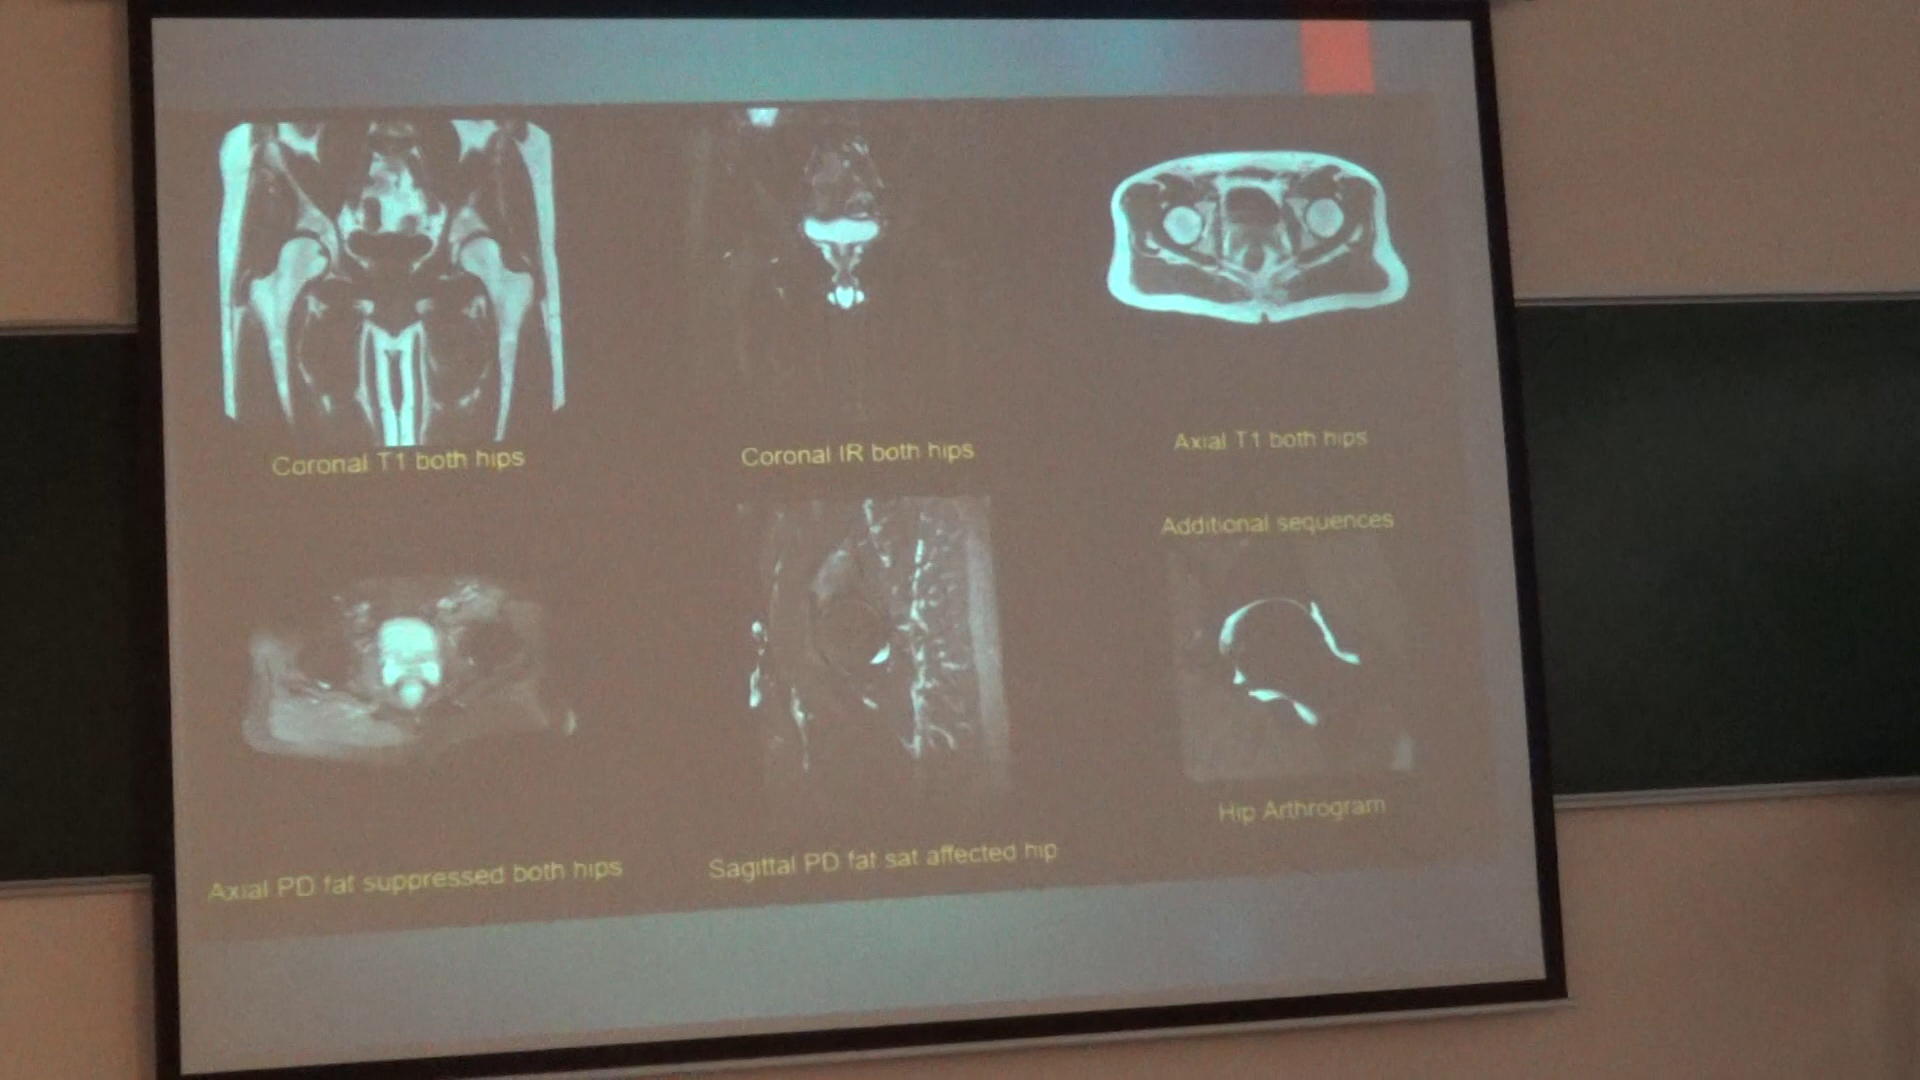 Coronal T1 both hips
Coronal IR both hips
Axial T1 both hips
Additional sequences
Hip Arthrogram
Axial PD fat suppressed both hips
Sagittal PD fat sat affected hip